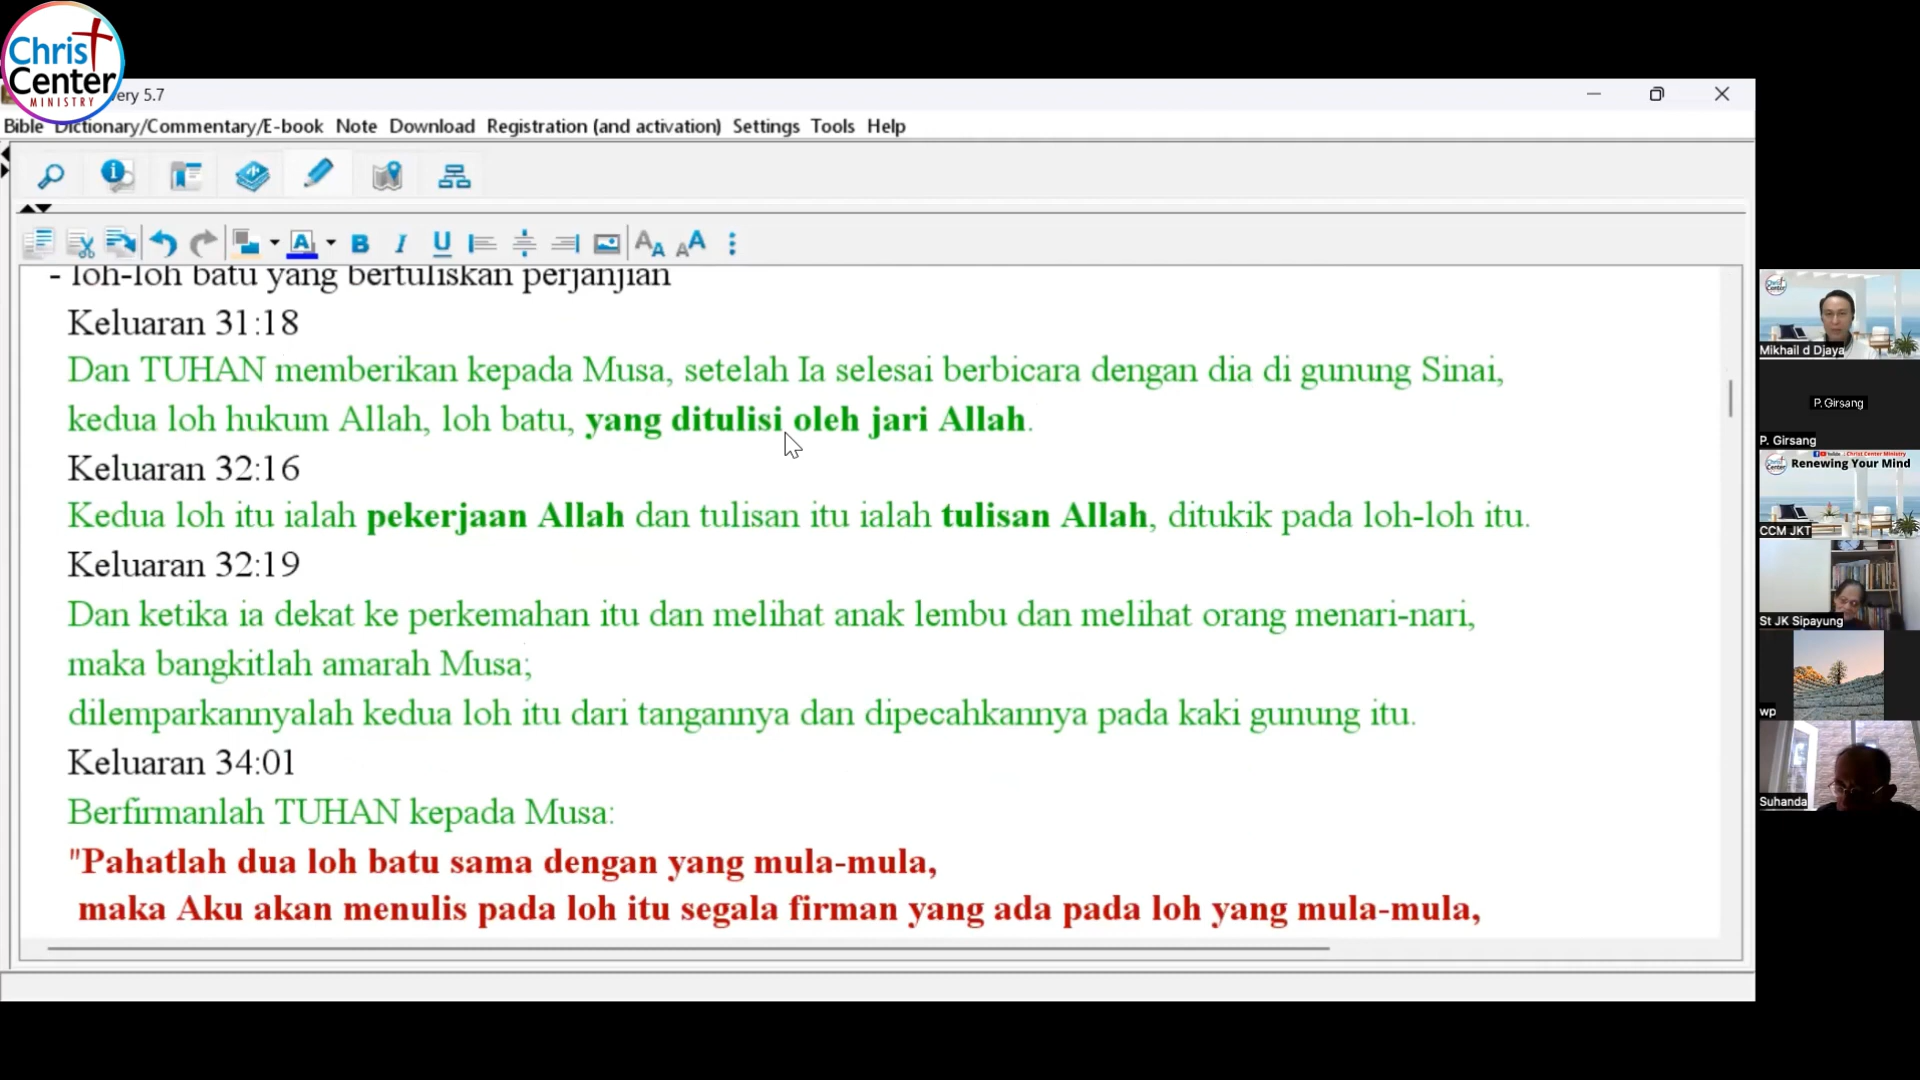 Christ
Center
MINISTRY
ery 5.7
Bible Dictionary/Commentary/E-book Note Download Registration (and activation) Settings Tools Help
- loh-loh batu yang bertuliskan perjanjian
Keluaran 31:18
Dan TUHAN memberikan kepada Musa, setelah Ia selesai berbicara dengan dia di gunung Sinai,
kedua loh hukum Allah, loh batu, yang ditulisi oleh jari Allah.
Keluaran 32:16
Kedua loh itu ialah pekerjaan Allah dan tulisan itu ialah tulisan Allah, ditukik pada loh-loh itu.
Keluaran 32:19
Dan ketika ia dekat ke perkemahan itu dan melihat anak lembu dan melihat orang menari-nari,
maka bangkitlah amarah Musa;
dilemparkannyalah kedua loh itu dari tangannya dan dipecahkannya pada kaki gunung itu.
Keluaran 34:01
Berfirmanlah TUHAN kepada Musa:
"Pahatlah dua loh batu sama dengan yang mula-mula,
maka Aku akan menulis pada loh itu segala firman yang ada pada loh yang mula-mula,
Mikhail d Djaya
P. Girsang
P. Girsang
Christ Center Ministry
Renewing Your Mind
CCM JKT
St JK Sipayung
wp
Suhanda